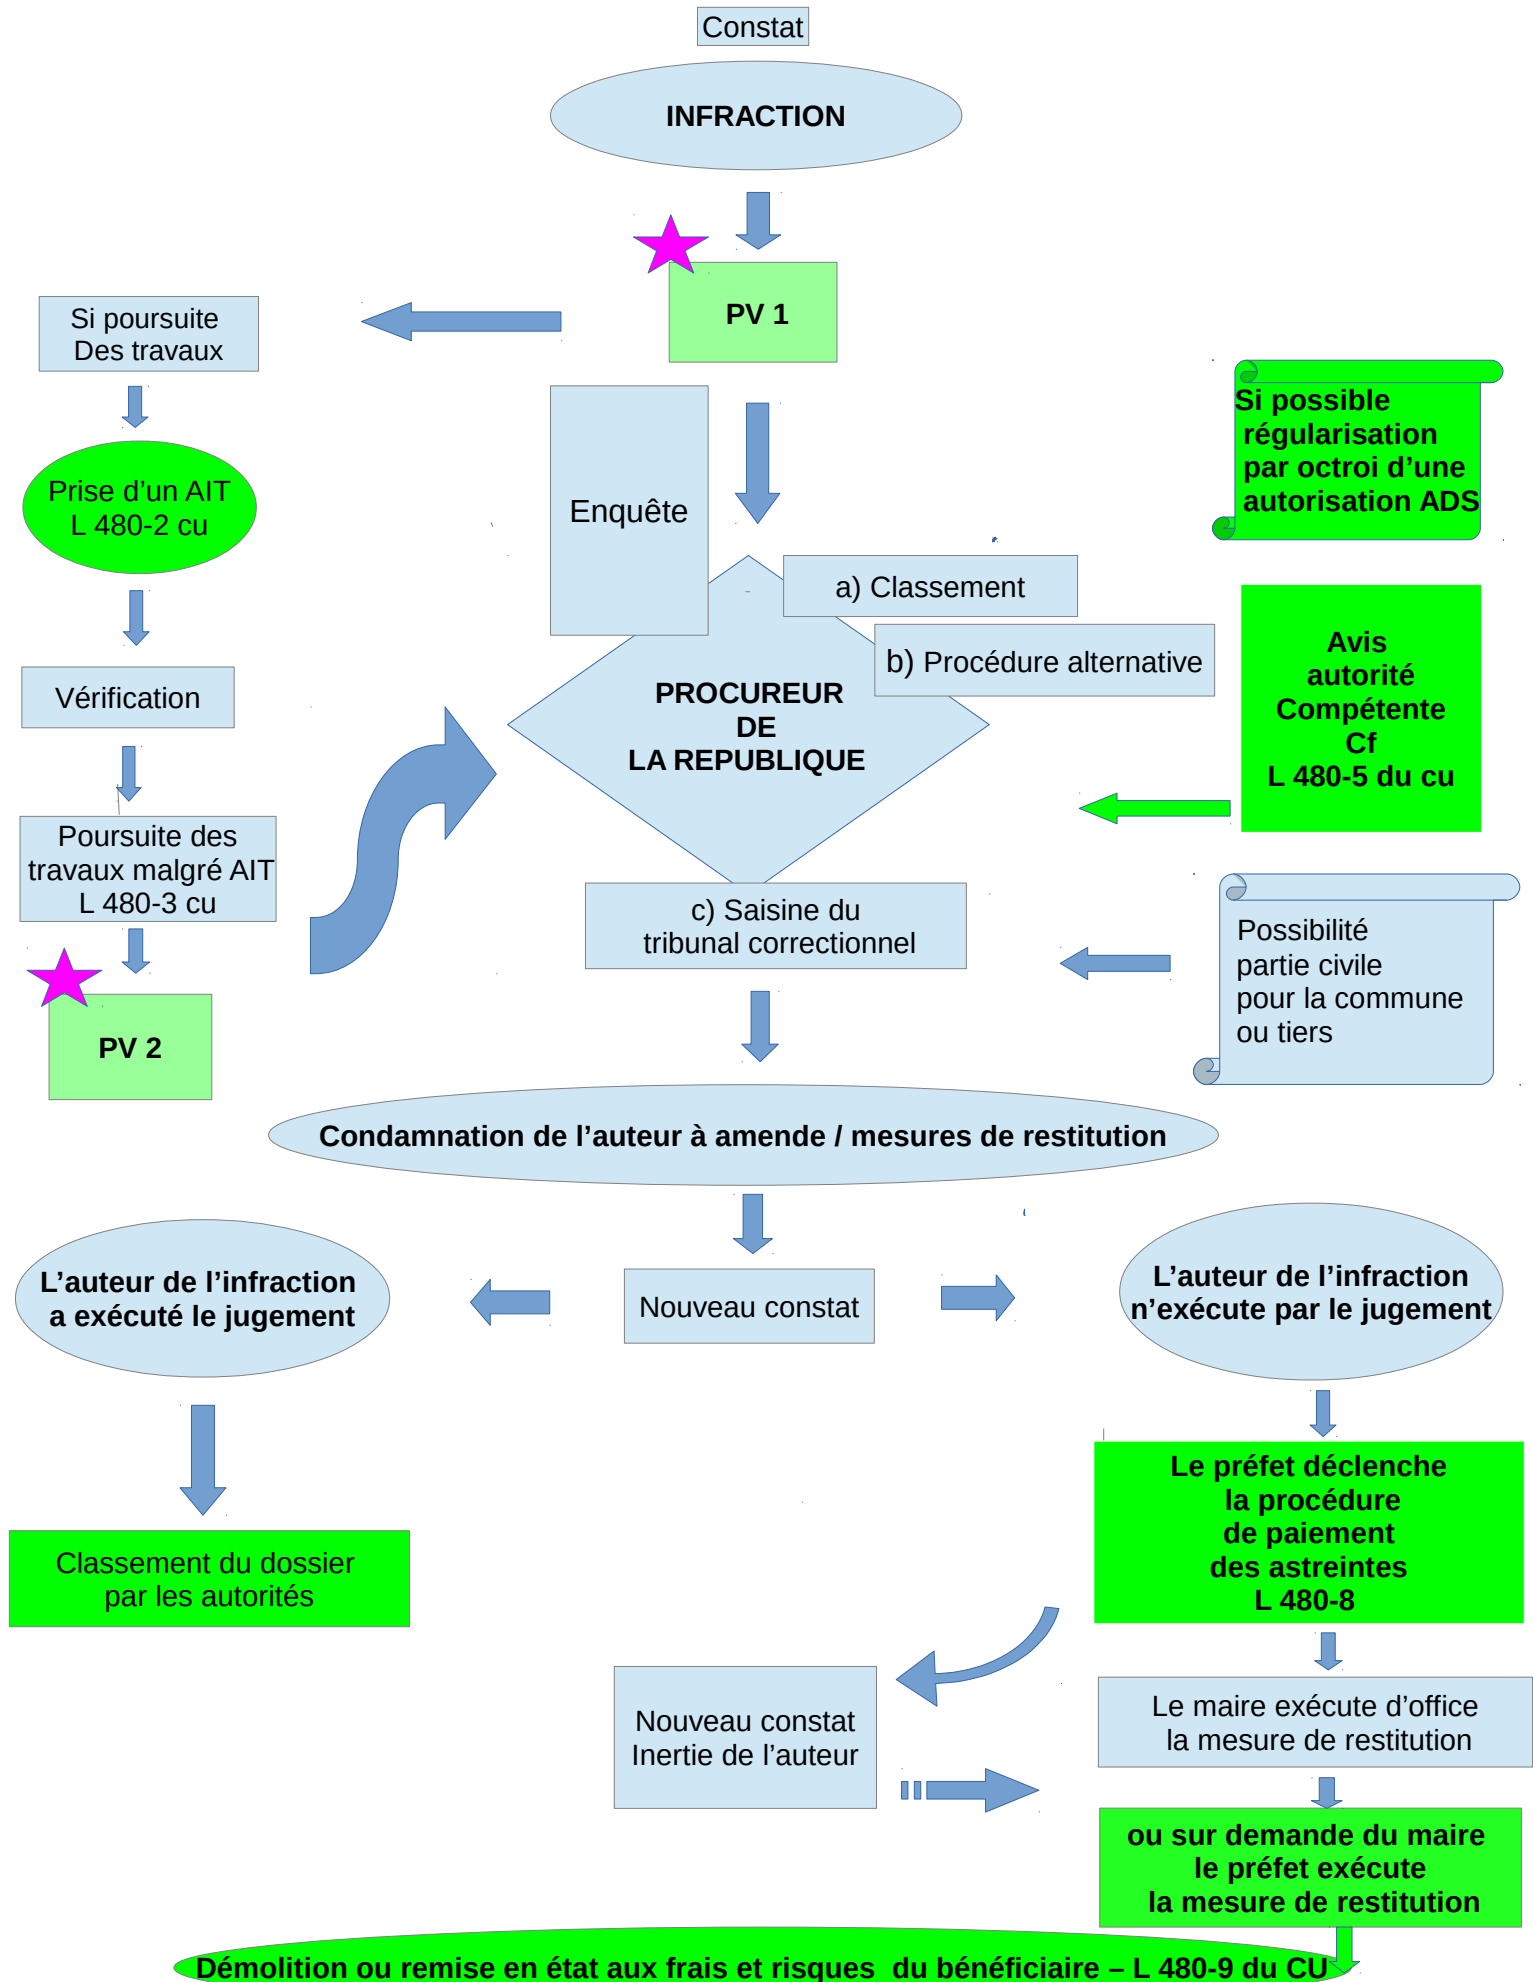 Constat
INFRACTION
PV 1
Si poursuite
Des travaux
Prise d’un AIT
L 480-2 cu
Vérification
Poursuite des
travaux malgré AIT
L 480-3 cu
PV 2
Enquête
PROCUREUR
DE
LA REPUBLIQUE
a) Classement
b) Procédure alternative
c) Saisine du
tribunal correctionnel
Si possible
régularisation
par octroi d’une
autorisation ADS
Avis
autorité
Compétente
Cf
L 480-5 du cu
Possibilité
partie civile
pour la commune
ou tiers
Condamnation de l’auteur à amende / mesures de restitution
Nouveau constat
L’auteur de l’infraction
a exécuté le jugement
Classement du dossier
par les autorités
L’auteur de l’infraction
n’exécute par le jugement
Le préfet déclenche
la procédure
de paiement
des astreintes
L 480-8
Nouveau constat
Inertie de l’auteur
Le maire exécute d’office
la mesure de restitution
ou sur demande du maire
le préfet exécute
la mesure de restitution
Démolition ou remise en état aux frais et risques du bénéficiaire – L 480-9 du CU